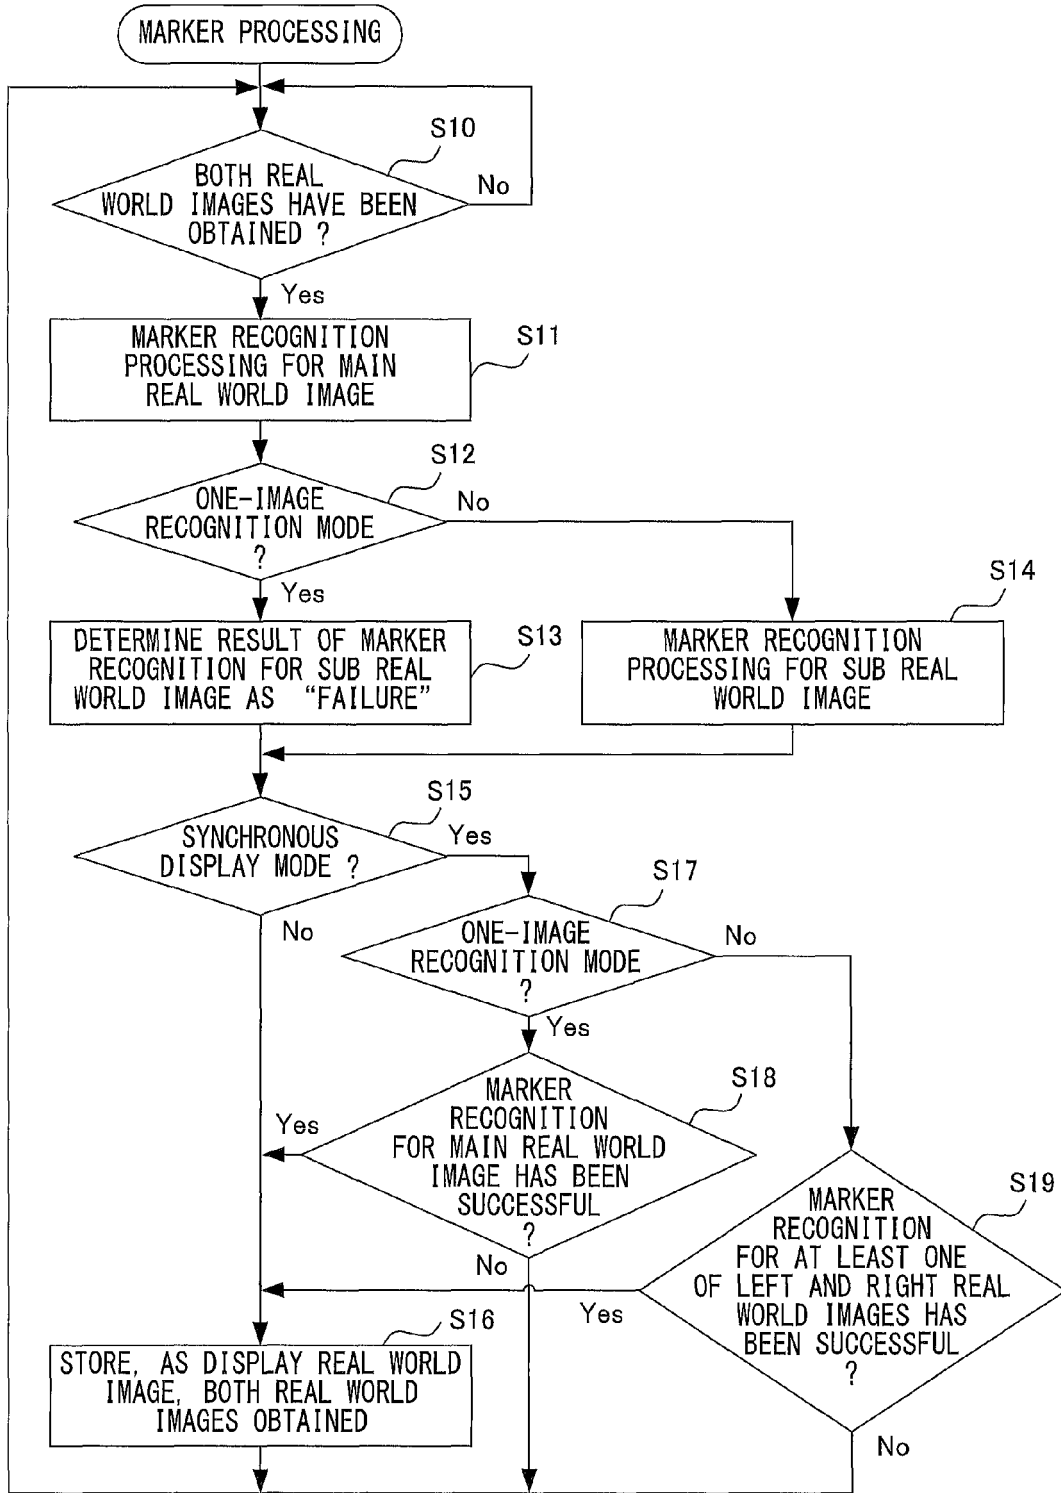 MARKER PROCESSING
S10
BOTH REAL
WORLD IMAGES HAVE BEEN
OBTAINED ?
No
Yes
S11
MARKER RECOGNITION
PROCESSING FOR MAIN
REAL WORLD IMAGE
S12
ONE-IMAGE
RECOGNITION MODE
?
No
Yes
S13
DETERMINE RESULT OF MARKER
RECOGNITION FOR SUB REAL
WORLD IMAGE AS “FAILURE”
S14
MARKER RECOGNITION
PROCESSING FOR SUB REAL
WORLD IMAGE
S15
SYNCHRONOUS
DISPLAY MODE ?
Yes
No
S17
ONE-IMAGE
RECOGNITION MODE
?
No
Yes
S18
MARKER
RECOGNITION
FOR MAIN REAL WORLD
IMAGE HAS BEEN
SUCCESSFUL
?
Yes
No
S19
MARKER
RECOGNITION
FOR AT LEAST ONE
OF LEFT AND RIGHT REAL
WORLD IMAGES HAS
BEEN SUCCESSFUL
?
Yes
No
S16
STORE, AS DISPLAY REAL WORLD
IMAGE, BOTH REAL WORLD
IMAGES OBTAINED